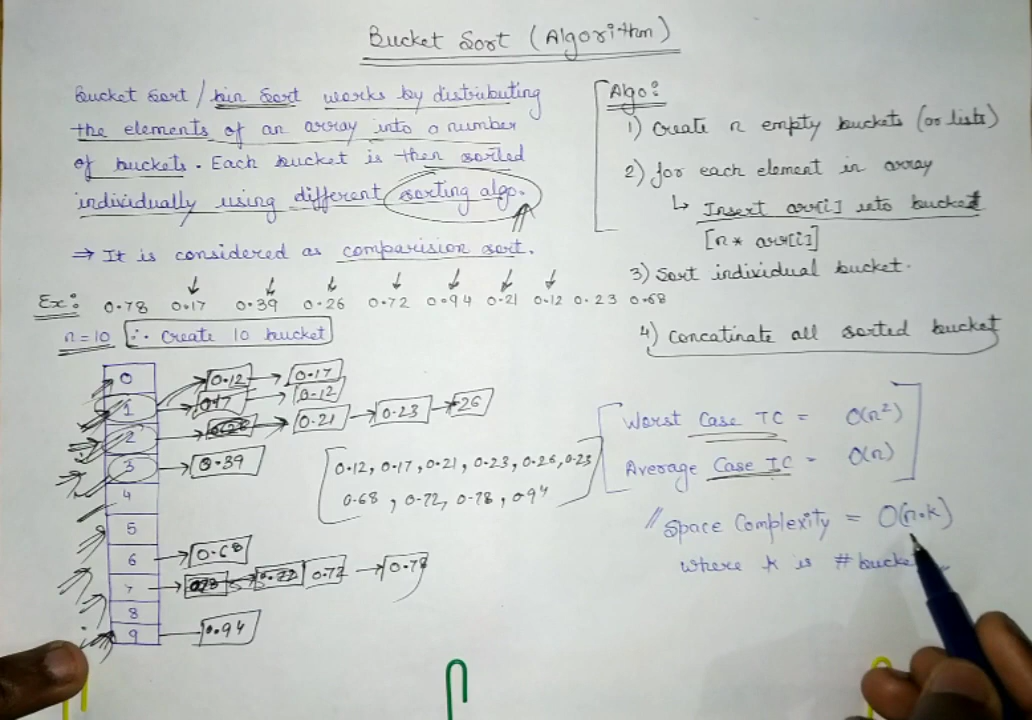 Bucket Sort (Algorithm)
Bucket Sort / bin Sort works by distributing
the elements of an array into a number
of buckets. Each bucket is then sorted
individually using different sorting algo.
⇒ It is considered as comparision sort.
Ex: 0.78 0.17 0.39 0.26 0.72 0.94 0.21 0.12 0.23 0.68
n=10 ∴ Create 10 bucket
0 0.12 → 0.17
1 0.17 0.12
2 0.21 → 0.23 → 26
3 → 0.39
4
5
6 → 0.68
7 0.72 → 0.78
8
9 0.94
0.12, 0.17, 0.21, 0.23, 0.26, 0.23
0.68, 0.72, 0.78, 0.94
Algo:
1) Create n empty buckets (or lists)
2) for each element in array
↳ Insert arr[i] into bucket
[n* arr[i]]
3) Sort individual bucket.
4) Concatinate all sorted bucket
Worst Case TC = O(n²)
Average Case TC = O(n)
// Space Complexity = O(n.k)
where k is #bucke